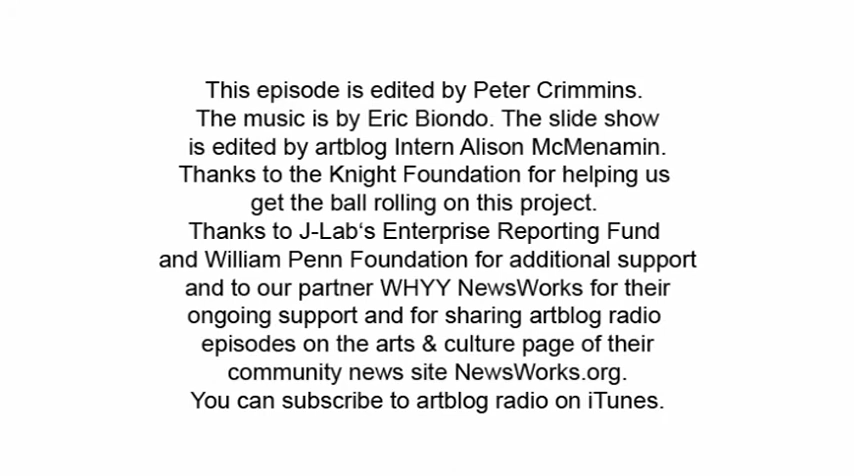 This episode is edited by Peter Crimmins.
The music is by Eric Biondo. The slide show
is edited by artblog Intern Alison McMenamin.
Thanks to the Knight Foundation for helping us
get the ball rolling on this project.
Thanks to J-Lab‘s Enterprise Reporting Fund
and William Penn Foundation for additional support
and to our partner WHYY NewsWorks for their
ongoing support and for sharing artblog radio
episodes on the arts & culture page of their
community news site NewsWorks.org.
You can subscribe to artblog radio on iTunes.